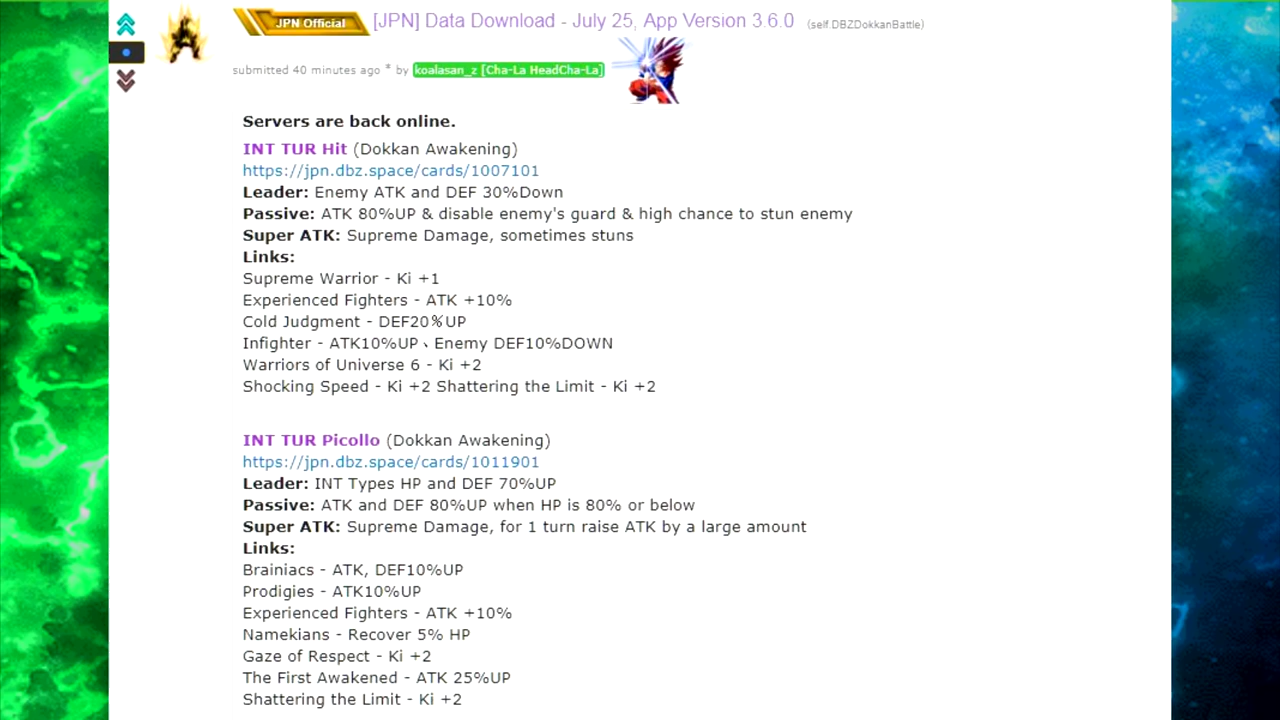 JPN Official [JPN] Data Download - July 25, App Version 3.6.0 (self.DBZDokkanBattle)
submitted 40 minutes ago * by koalasan_z [Cha-La HeadCha-La]
Servers are back online.
INT TUR Hit (Dokkan Awakening)
https://jpn.dbz.space/cards/1007101
Leader: Enemy ATK and DEF 30%Down
Passive: ATK 80%UP & disable enemy's guard & high chance to stun enemy
Super ATK: Supreme Damage, sometimes stuns
Links:
Supreme Warrior - Ki +1
Experienced Fighters - ATK +10%
Cold Judgment - DEF20%UP
Infighter - ATK10%UP、Enemy DEF10%DOWN
Warriors of Universe 6 - Ki +2
Shocking Speed - Ki +2 Shattering the Limit - Ki +2
INT TUR Picollo (Dokkan Awakening)
https://jpn.dbz.space/cards/1011901
Leader: INT Types HP and DEF 70%UP
Passive: ATK and DEF 80%UP when HP is 80% or below
Super ATK: Supreme Damage, for 1 turn raise ATK by a large amount
Links:
Brainiacs - ATK, DEF10%UP
Prodigies - ATK10%UP
Experienced Fighters - ATK +10%
Namekians - Recover 5% HP
Gaze of Respect - Ki +2
The First Awakened - ATK 25%UP
Shattering the Limit - Ki +2